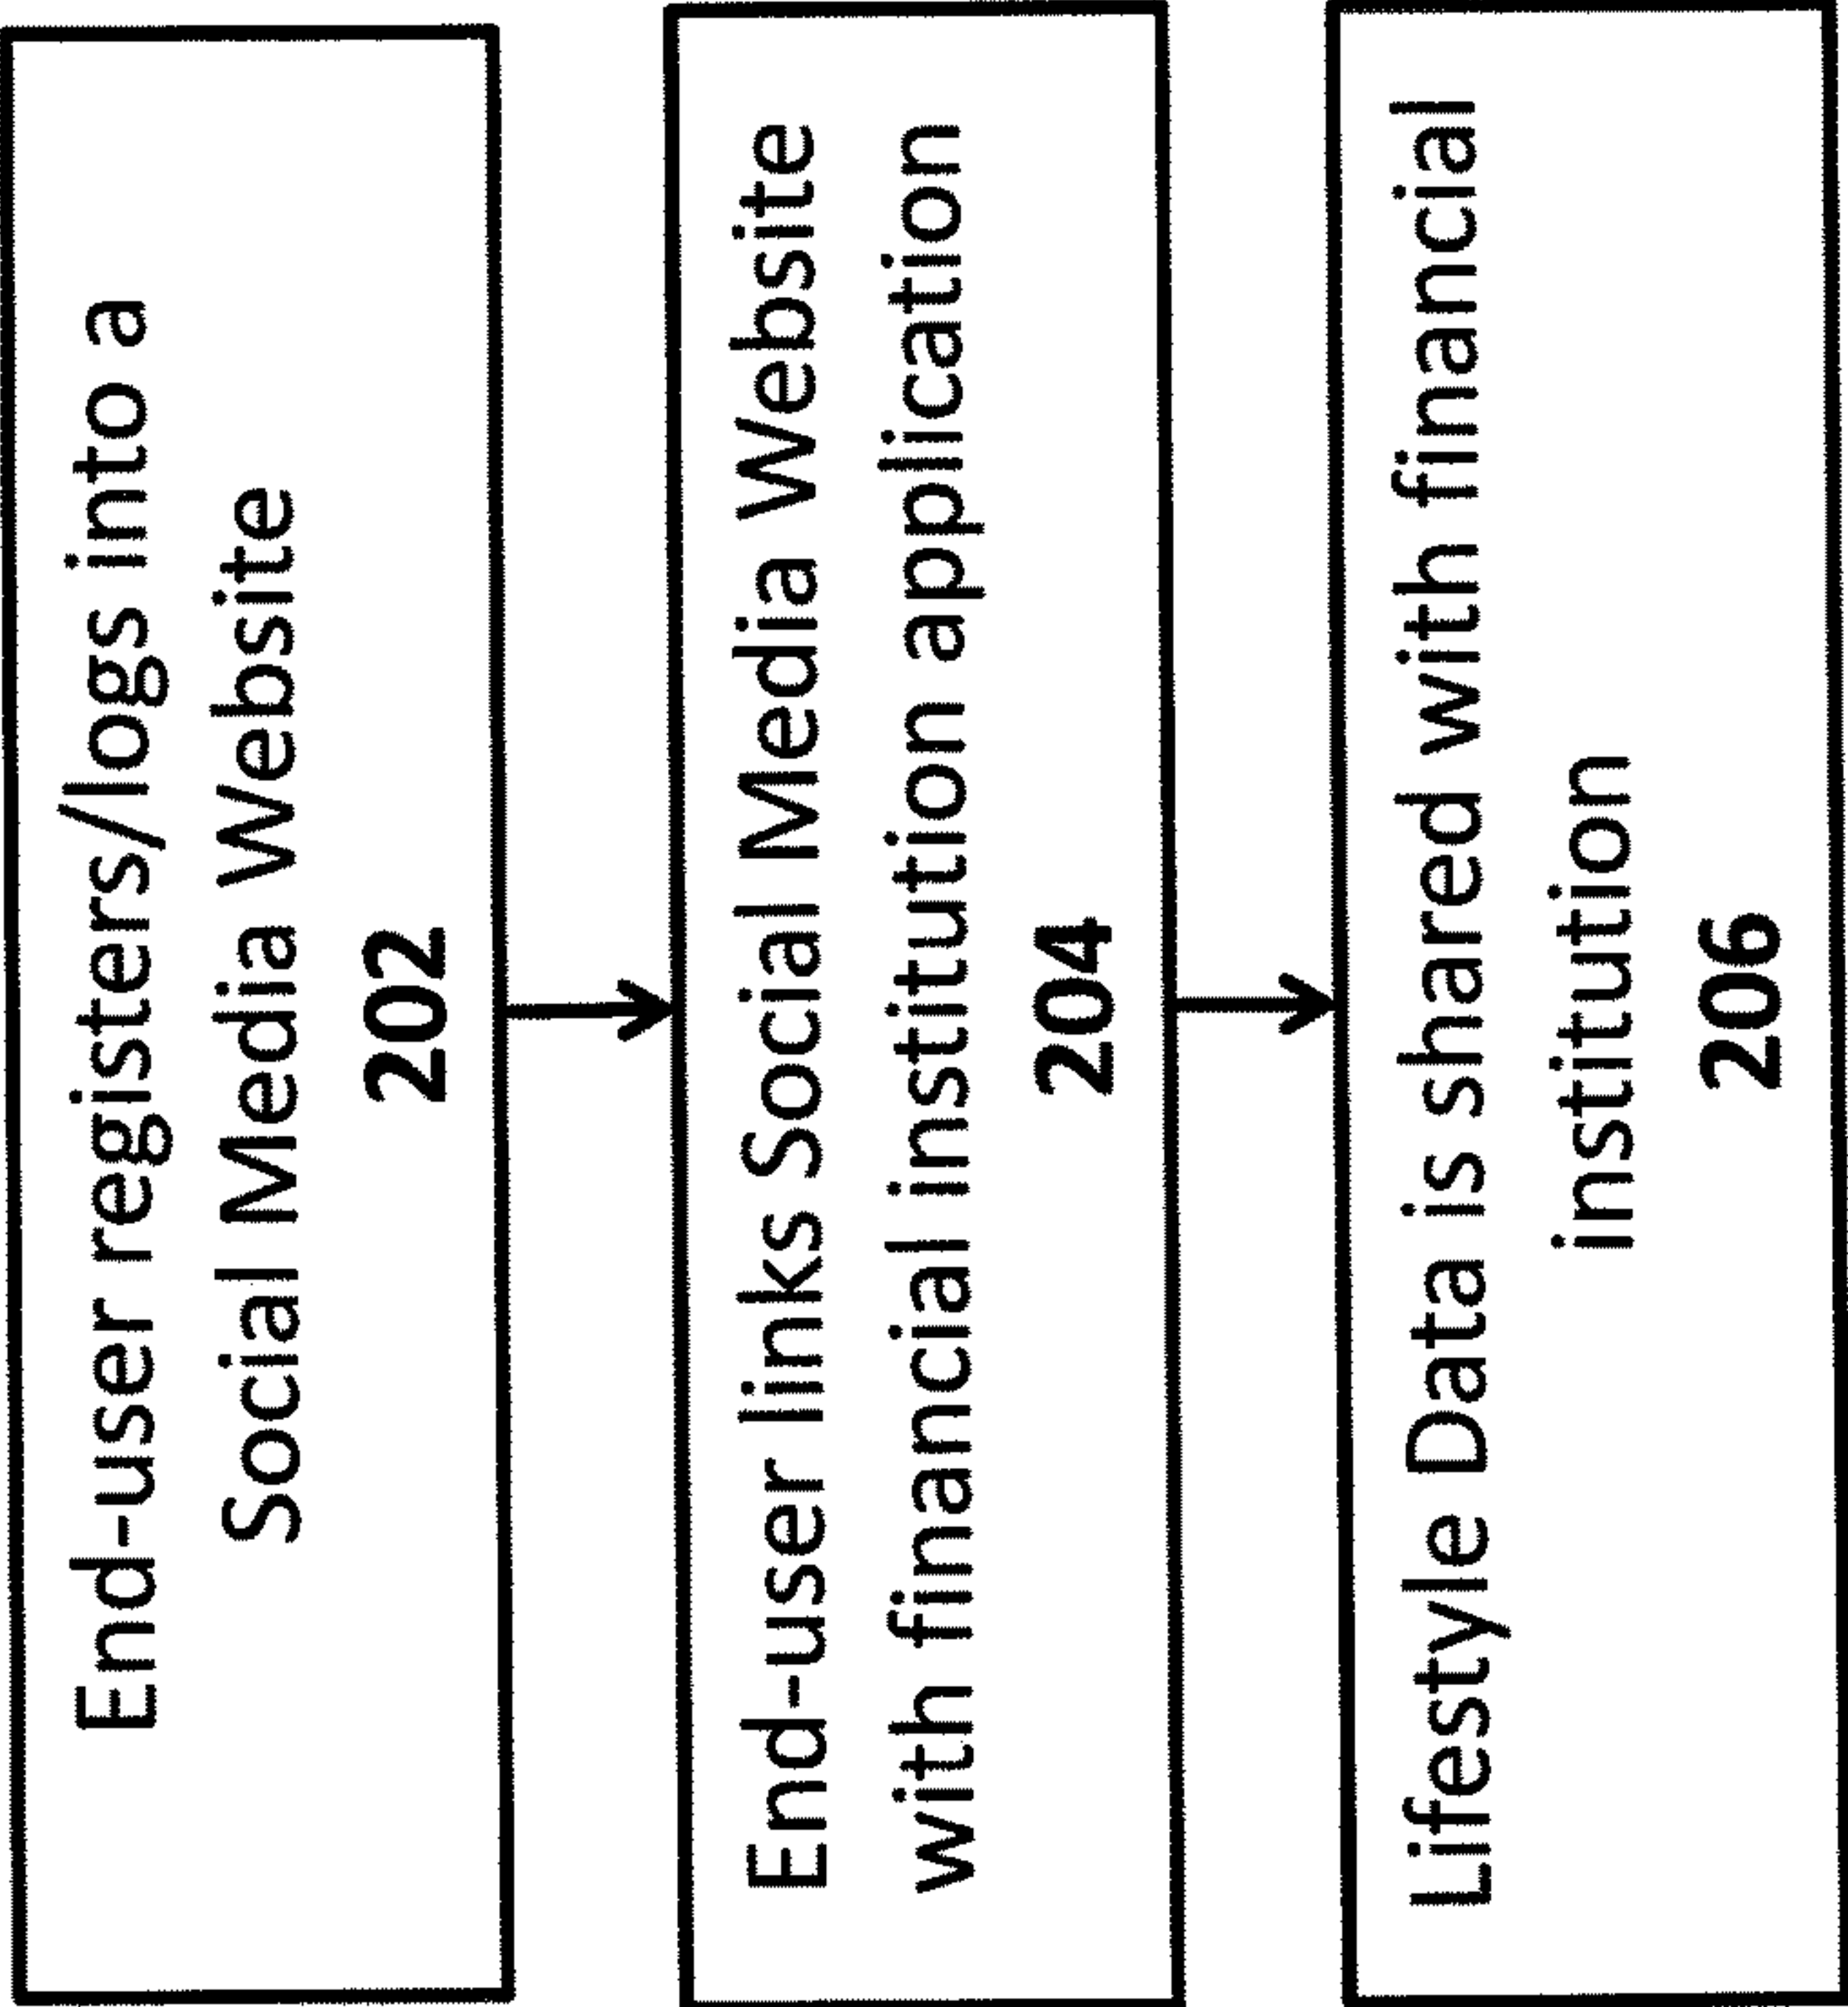 End-user registers/logs into a
Social Media Website
202
End-user links Social Media Website
with financial institution application
204
Lifestyle Data is shared with financial
institution
206